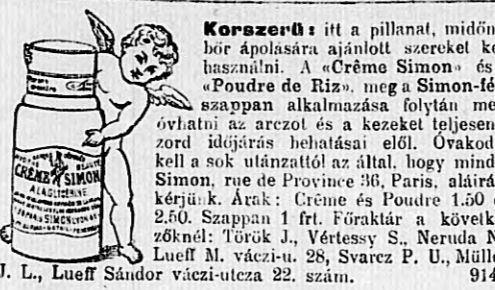 Korszerű: itt a pillanat, midőn
bőr ápolására ajánlott szereket
használni. A «Crême Simon» és
«Poudre de Riz», meg a Simon-fé
szappan alkalmazása folytán
óvhatni az arczot és a kezeket teljesen
zord időjárás behatásai elől. Óvakod
kell a sok utánzattól az által, hogy mind
Simon, rue de Province 36, Paris, aláírá
kérjünk. Árak: Crême és Poudre 1.50
2.50. Szappan 1 frt. Főraktár a követk
zőknél: Török J., Vértessy S., Neruda N
Lueff M. váczi-u. 28, Svarcz P. U., Mülle
J. L., Lueff Sándor váczi-utcza 22. szám. 914
CRÈME SIMON
A LA GLYCERINE